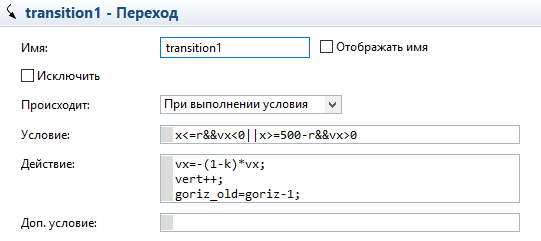 transition1 - Переход
Имя: transition1 Отображать имя
Исключить
Происходит: При выполнении условия
Условие: x<=r&&vx<0||x>=500-r&&vx>0
Действие: vx=-(1-k)*vx;
vert++;
goriz_old=goriz-1;
Доп. условие: